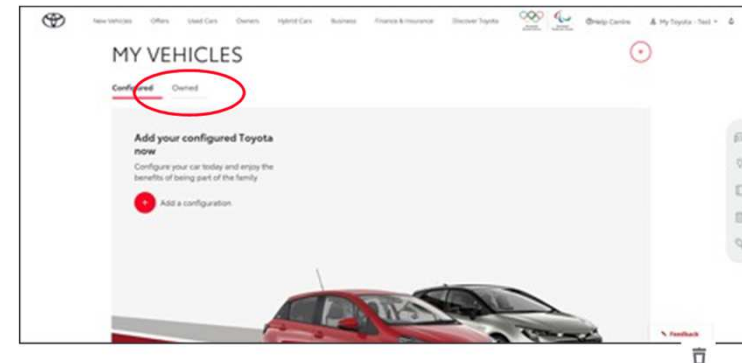 New Vehicles Offers Used Cars Owners Hybrid Cars Business Finance & Insurance Discover Toyota Help Centre My Toyota - Test
MY VEHICLES
Configured Owned
Add your configured Toyota
now
Configure your car today and enjoy the
benefits of being part of the family
Add a configuration
Feedback